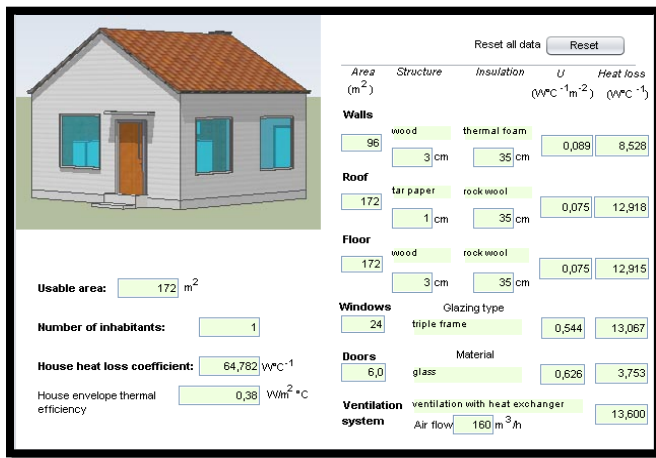 Reset all data Reset
Area Structure Insulation U Heat loss
(m2) (W°C-1m-2) (W°C-1)
Walls
96 wood thermal foam 0,089 8,528
3 cm 35 cm
Roof
172 tar paper rock wool 0,075 12,918
1 cm 35 cm
Floor
172 wood rock wool 0,075 12,915
3 cm 35 cm
Usable area: 172 m2
Windows Glazing type
24 triple frame 0,544 13,067
Number of inhabitants: 1
Doors Material
6,0 glass 0,626 3,753
House heat loss coefficient: 64,782 W°C-1
House envelope thermal efficiency 0,38 W/m2 °C
Ventilation system ventilation with heat exchanger 13,600
Air flow 160 m3/h